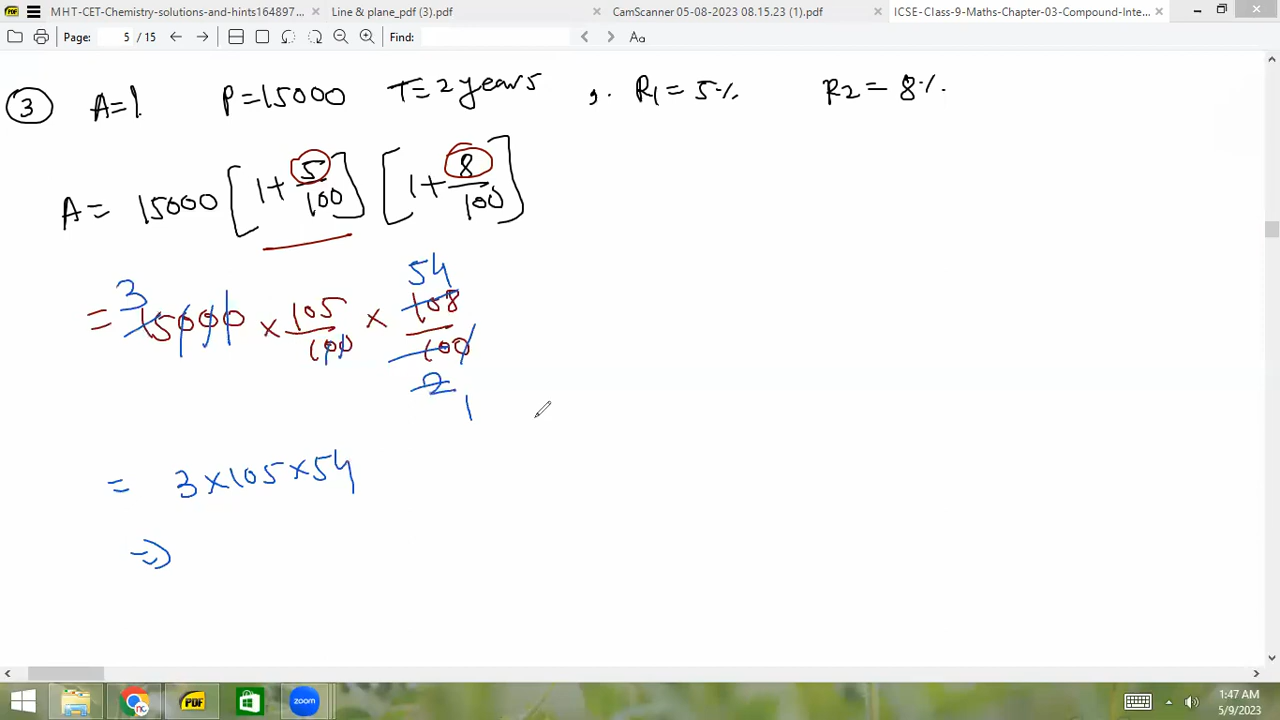 MHT-CET-Chemistry-solutions-and-hints164897... Line & plane_pdf (3).pdf CamScanner 05-08-2023 08.15.23 (1).pdf ICSE-Class-9-Maths-Chapter-03-Compound-Inte...
Page: 5 / 15 Find: Aa
3 A=? P=15000 T=2 years , R1=5% R2=8%.
A= 15000 [1+5/100] [1+8/100]
3 54
= 15000 × 105/100 × 108/100
2
1
= 3×105×54
⇒
PDF zoom 1:47 AM
5/9/2023